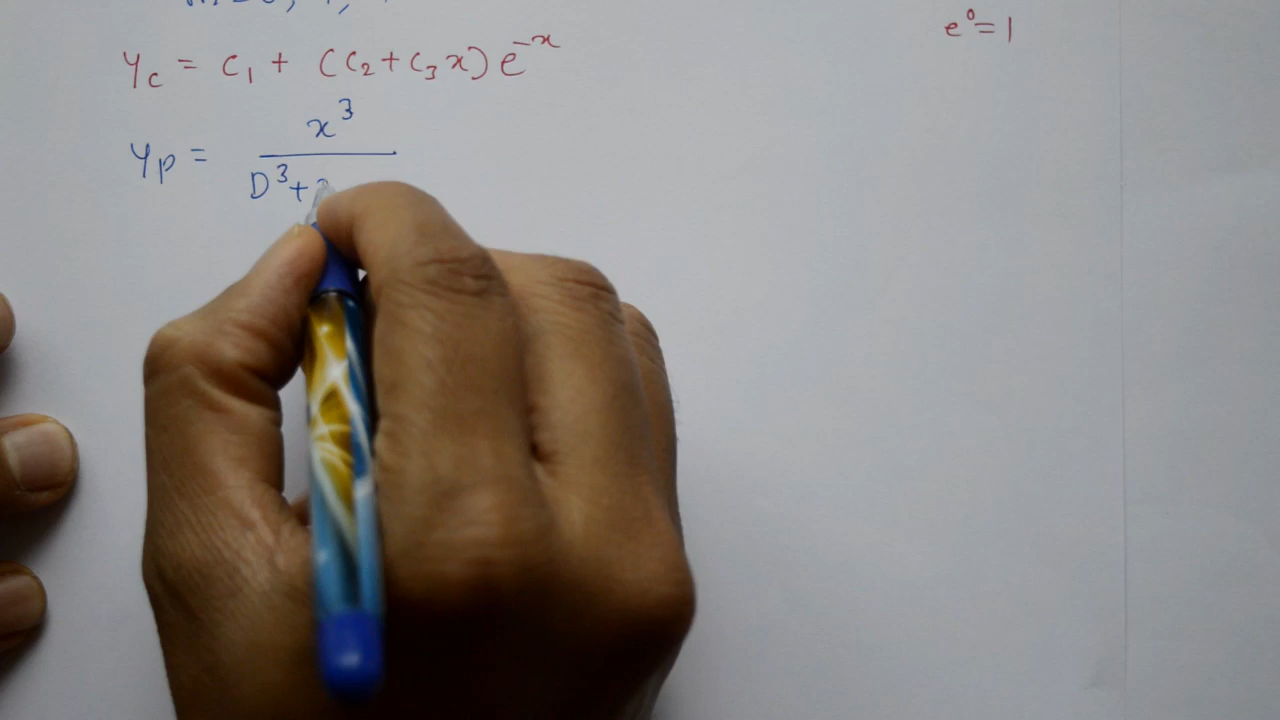 e⁰ = 1
y_c = c₁ + (c₂ + c₃x) e^{-x}
y_p = x³ / D³ +